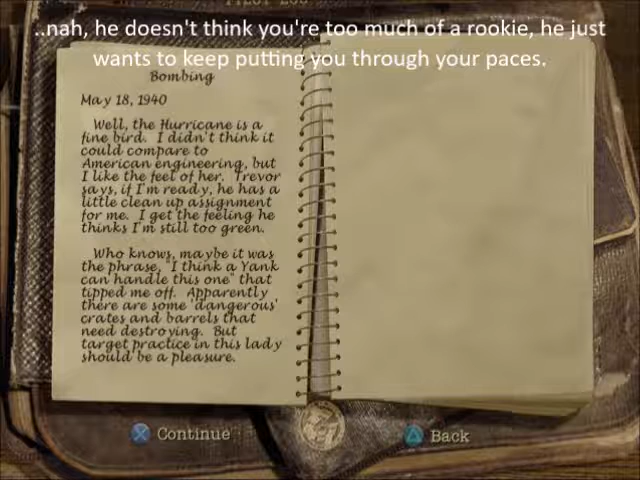 PILOT LOG
..nah, he doesn't think you're too much of a rookie, he just
wants to keep putting you through your paces.
Bombing
May 18, 1940
Well, the Hurricane is a
fine bird. I didn't think it
could compare to
American engineering, but
I like the feel of her. Trevor
says, if I'm ready, he has a
little clean up assignment
for me. I get the feeling he
thinks I'm still too green.
Who knows, maybe it was
the phrase, "I think a Yank
can handle this one" that
tipped me off. Apparently
there are some 'dangerous'
crates and barrels that
need destroying. But
target practice in this lady
should be a pleasure.
Continue
Back